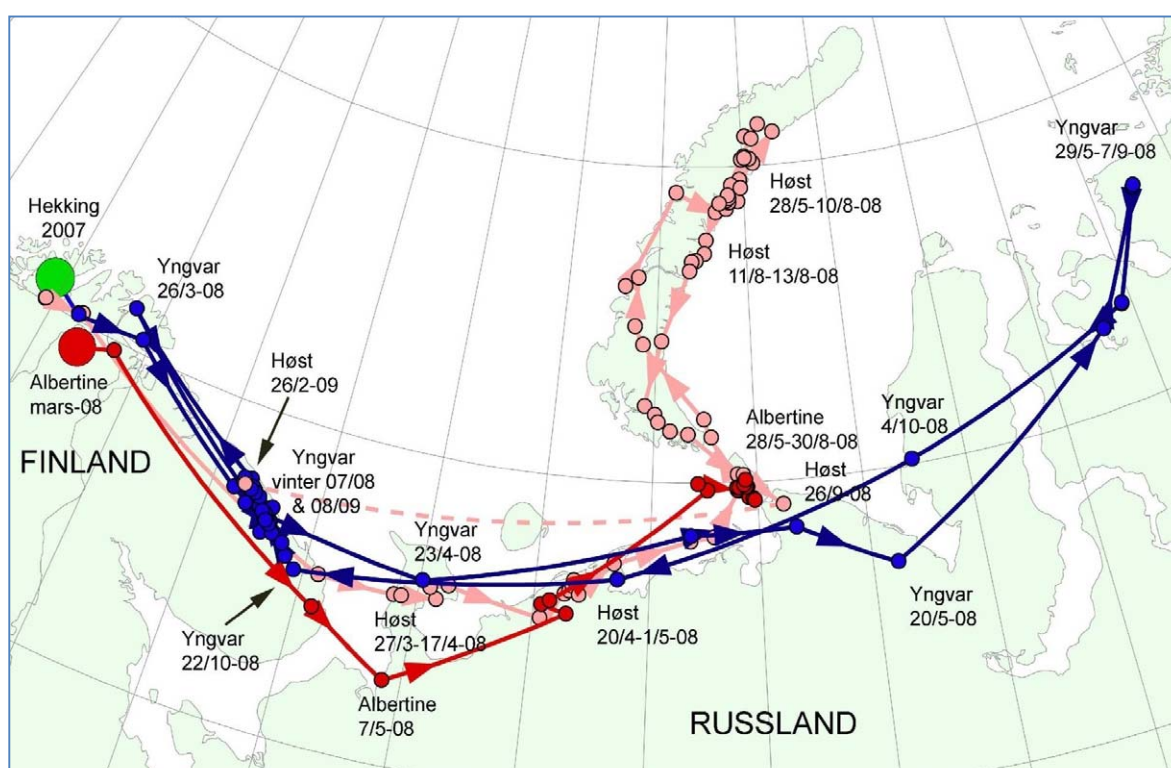 Yngvar
29/5-7/9-08
Høst
28/5-10/8-08
Hekking
2007
Yngvar
26/3-08
Høst
11/8-13/8-08
Høst
26/2-09
Albertine
mars-08
Albertine
28/5-30/8-08
Yngvar
4/10-08
FINLAND
Yngvar
vinter 07/08
& 08/09
Høst
26/9-08
Yngvar
23/4-08
Yngvar
22/10-08
Høst
27/3-17/4-08
Høst
20/4-1/5-08
Yngvar
20/5-08
Albertine
7/5-08
RUSSLAND